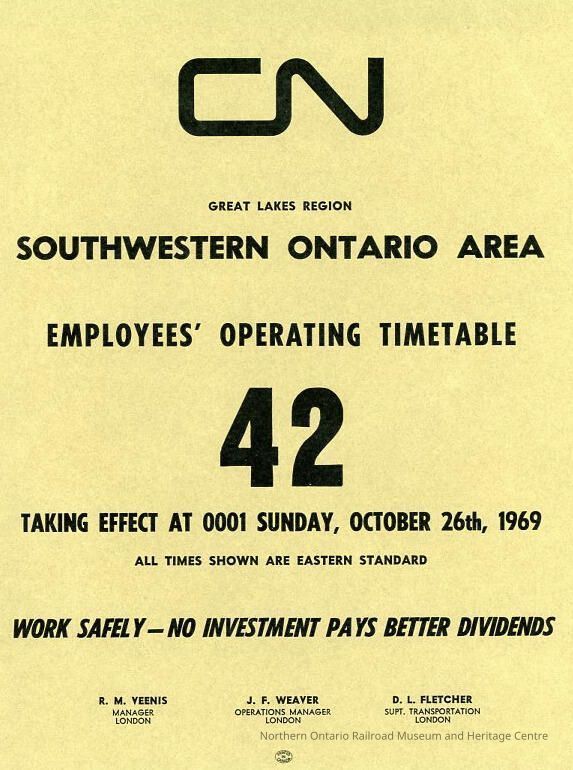 CN
GREAT LAKES REGION
SOUTHWESTERN ONTARIO AREA
EMPLOYEES' OPERATING TIMETABLE
42
TAKING EFFECT AT 0001 SUNDAY, OCTOBER 26th, 1969
ALL TIMES SHOWN ARE EASTERN STANDARD
WORK SAFELY—NO INVESTMENT PAYS BETTER DIVIDENDS
R. M. VEENIS
MANAGER
LONDON
J. F. WEAVER
OPERATIONS MANAGER
LONDON
D. L. FLETCHER
SUPT. TRANSPORTATION
LONDON
Northern Ontario Railroad Museum and Heritage Centre